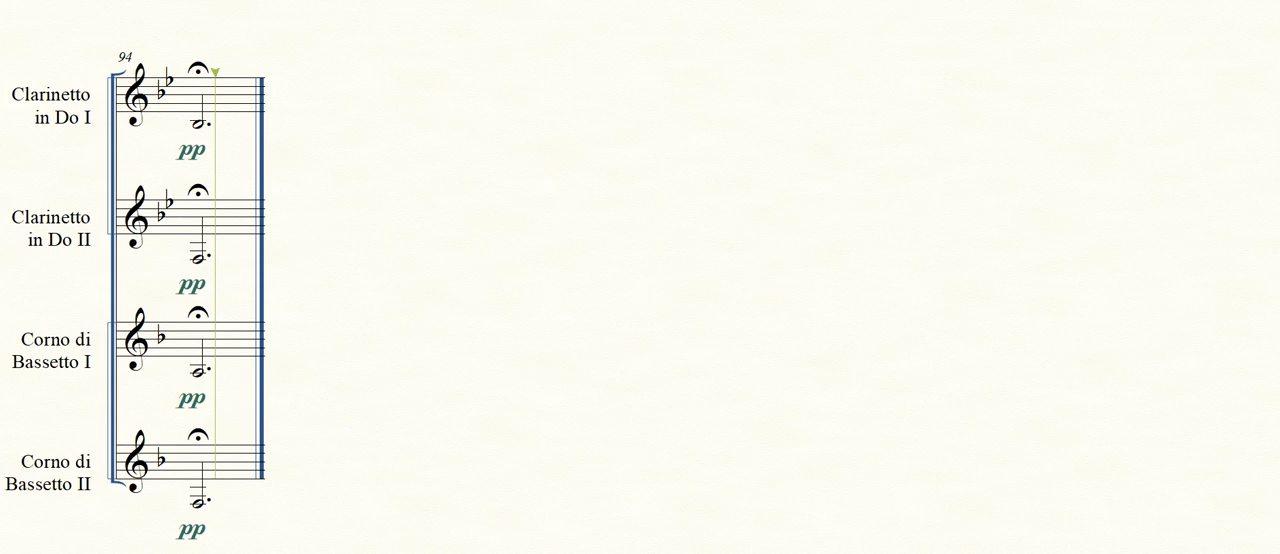 94
Clarinetto
in Do I
pp
Clarinetto
in Do II
pp
Corno di
Bassetto I
pp
Corno di
Bassetto II
pp